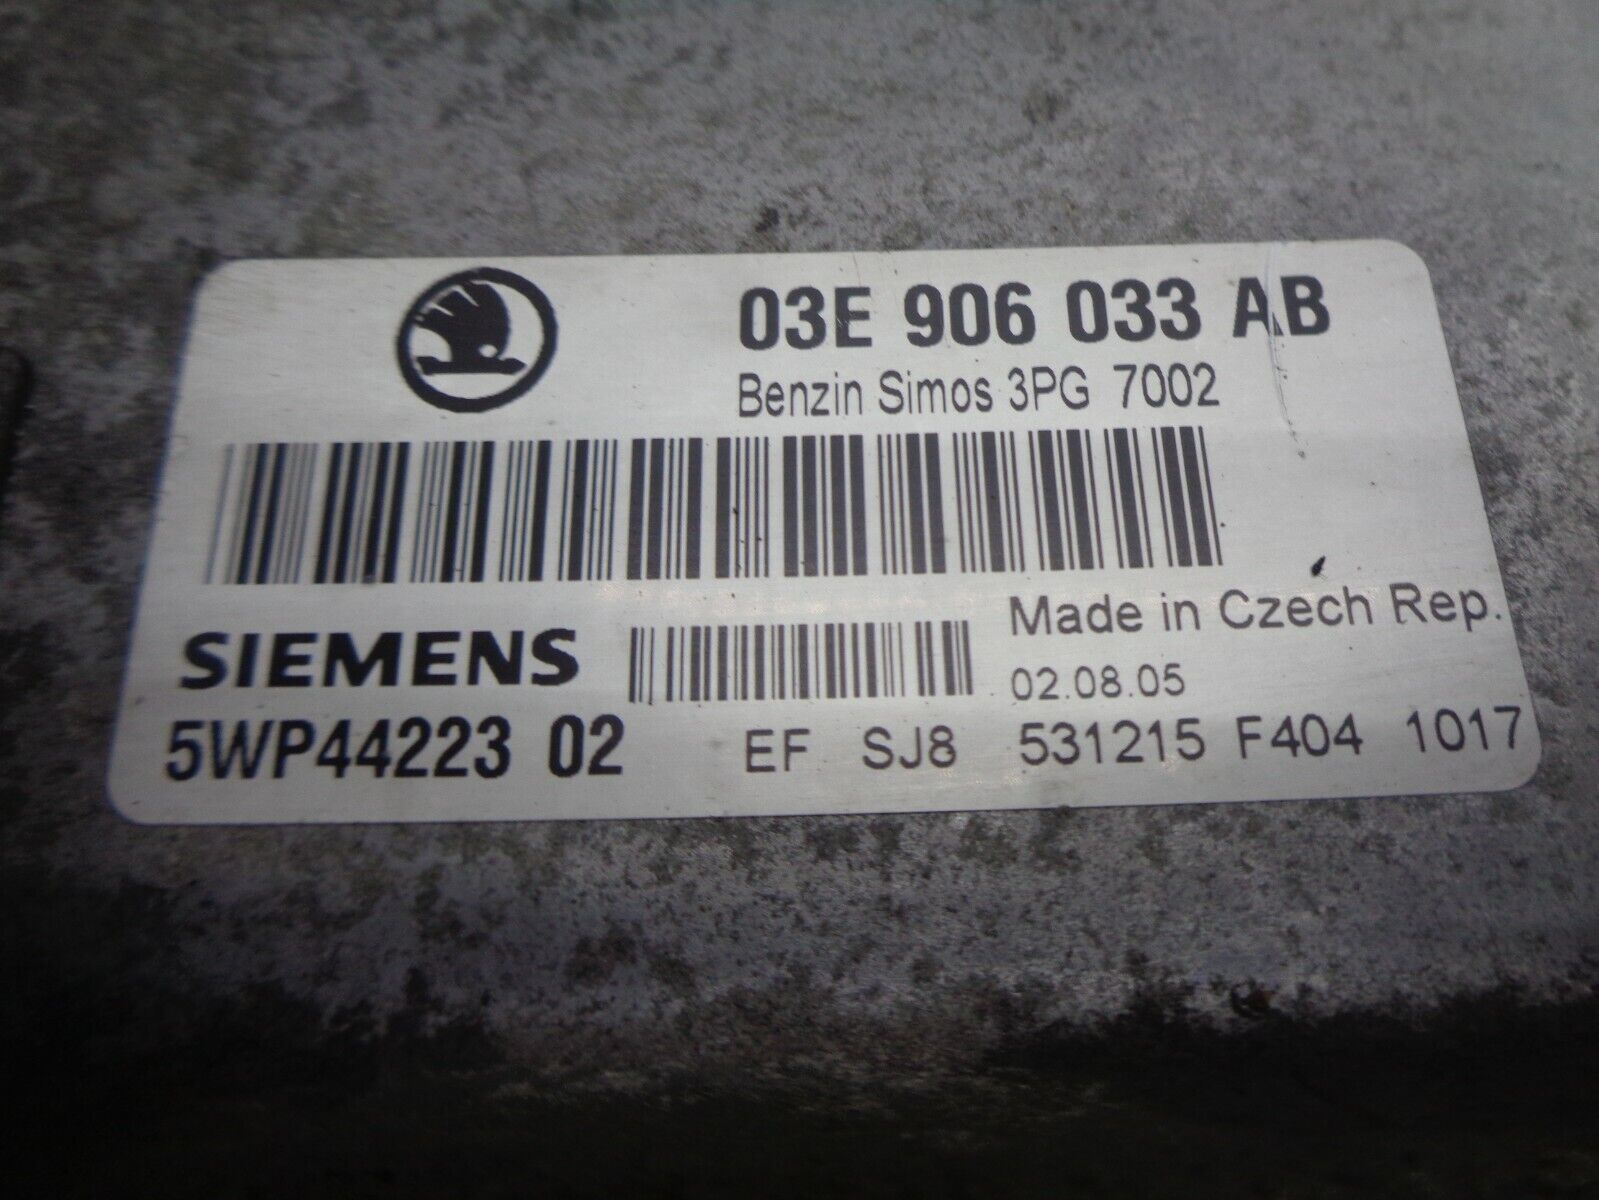 03E 906 033 AB
Benzin Simos 3PG 7002
SIEMENS
Made in Czech Rep.
02.08.05
5WP44223 02 EF SJ8 531215 F404 1017